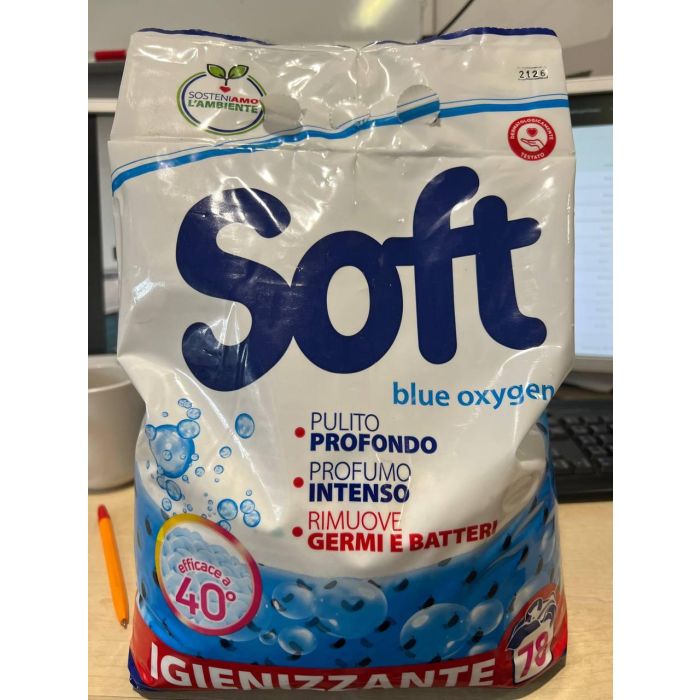 SOSTENIAMO
L'AMBIENTE
2126
DERMATOLOGICAMENTE
TESTATO
Soft
blue oxygen
• PULITO
PROFONDO
• PROFUMO
INTENSO
• RIMUOVE
GERMI E BATTERI
efficace a
40°
78
IGIENIZZANTE